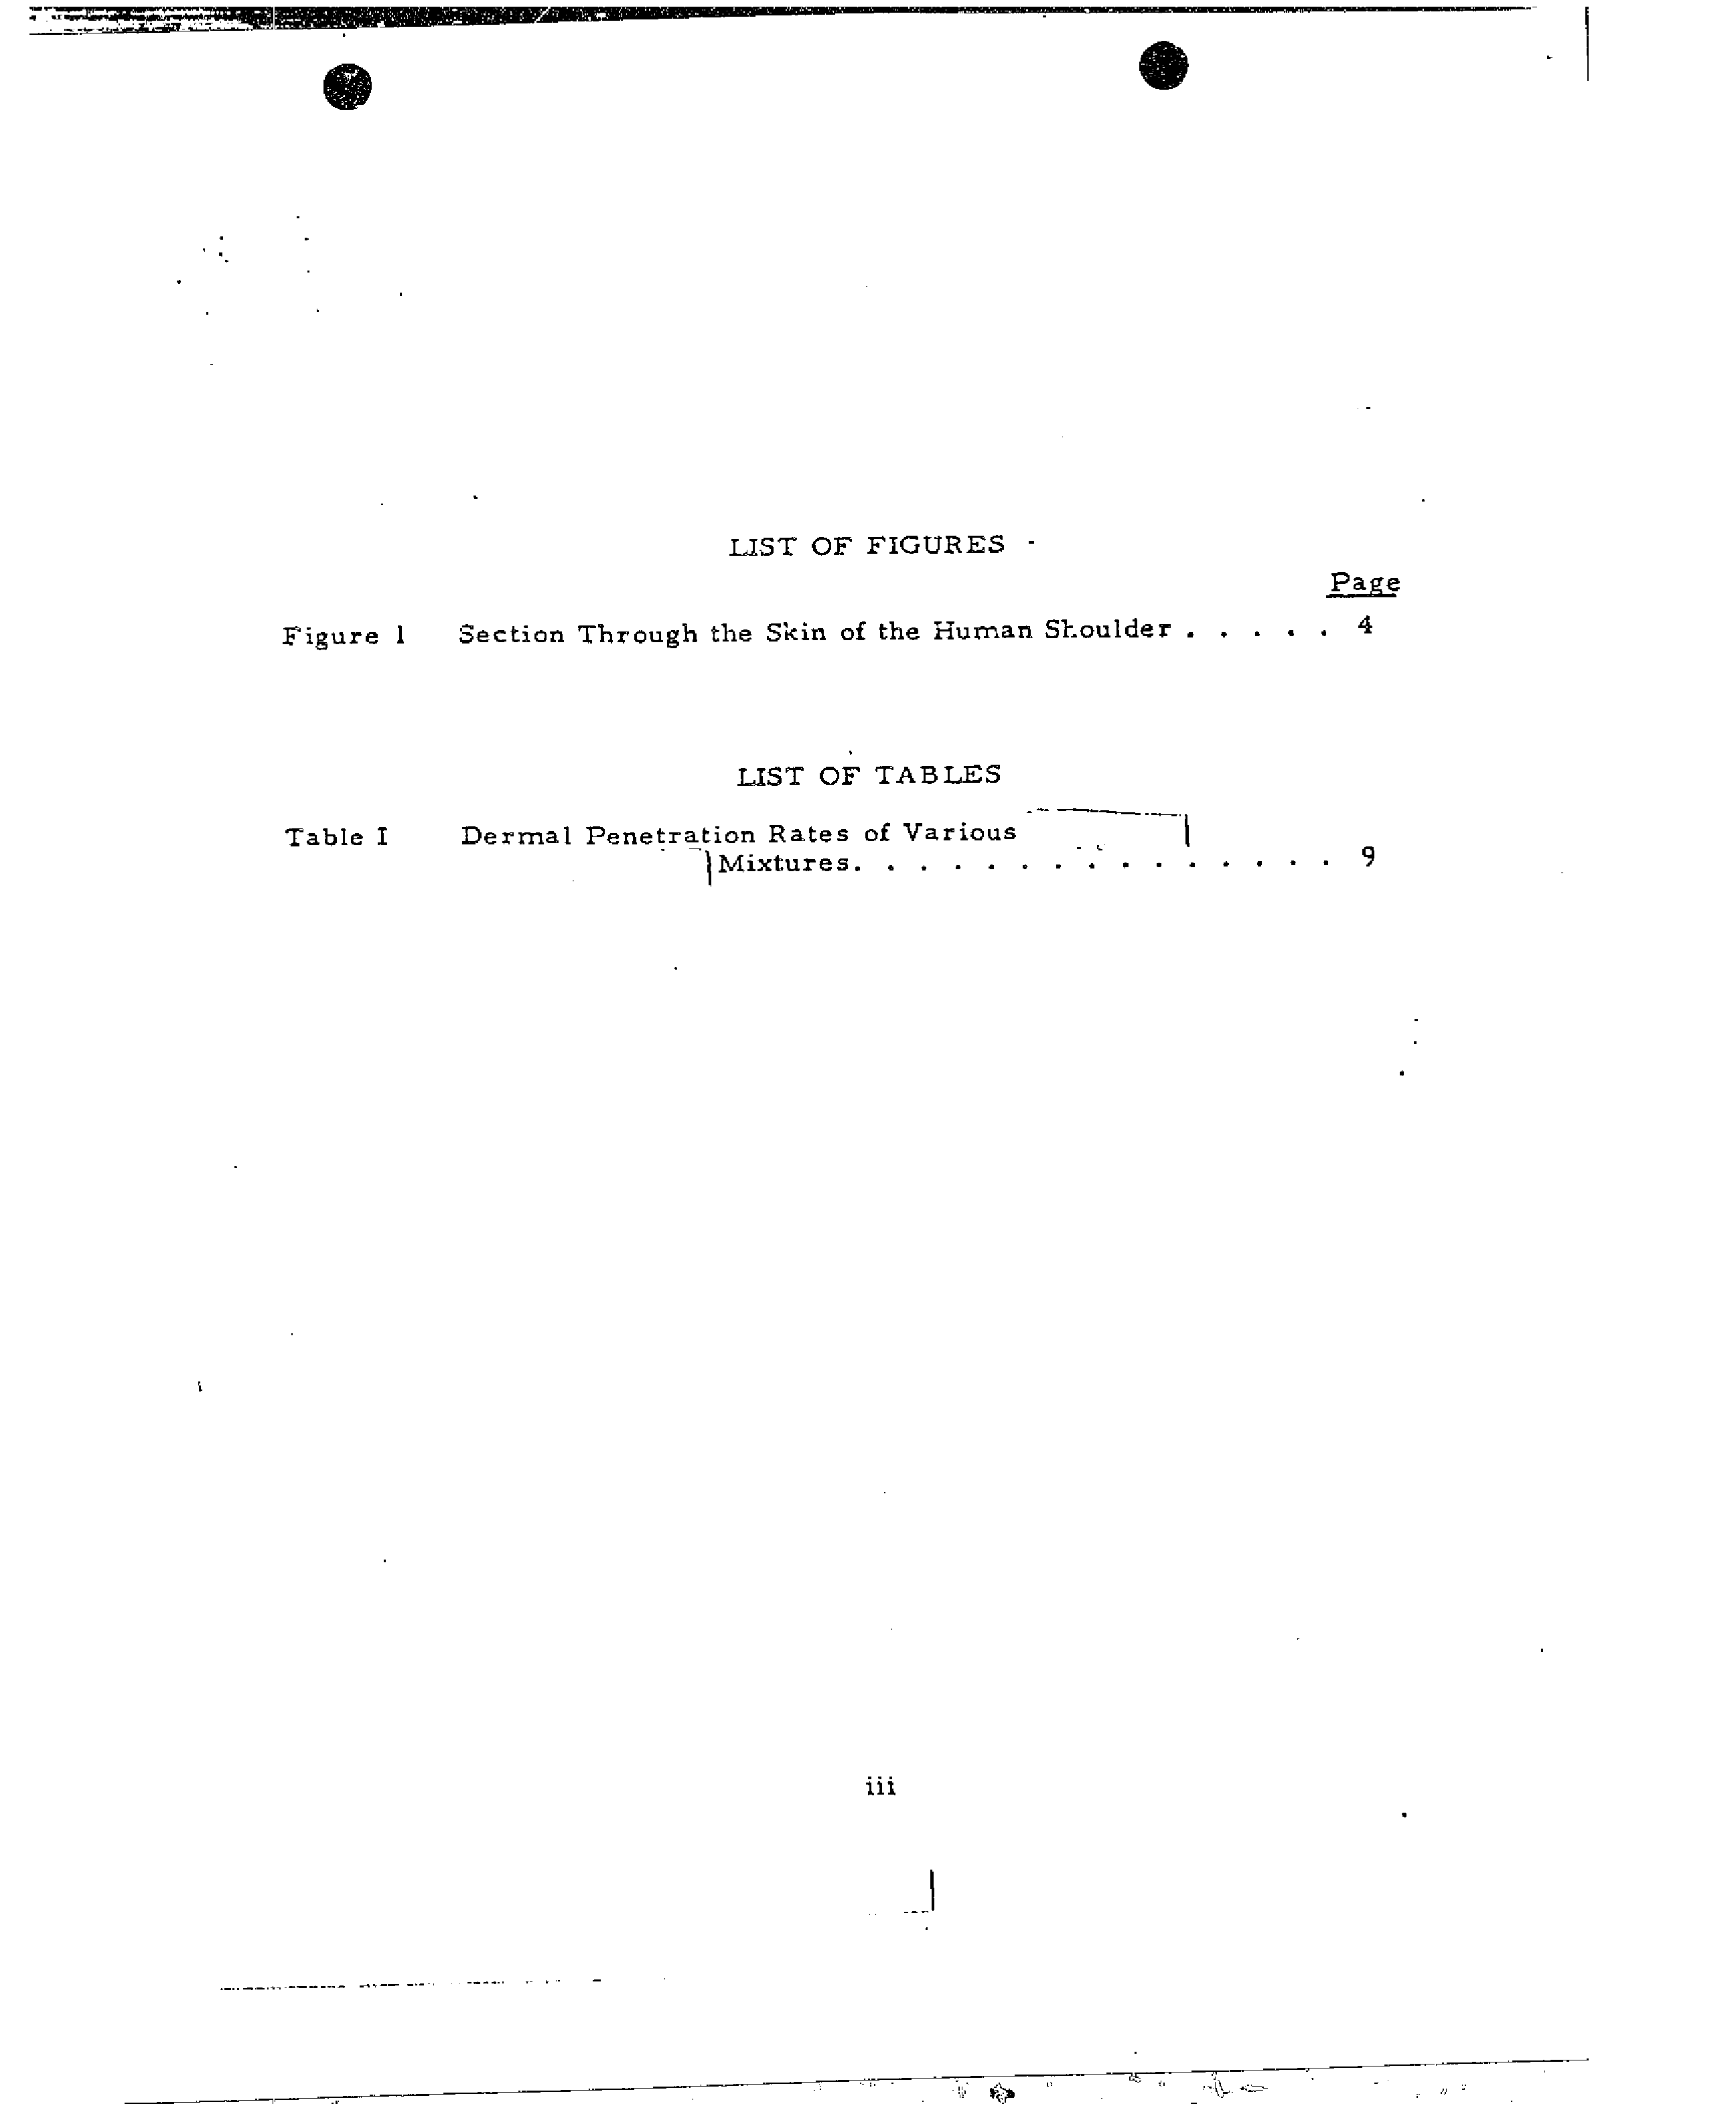 LIST OF FIGURES
Page
Figure 1 Section Through the Skin of the Human Shoulder . . . . . 4
LIST OF TABLES
Table I Dermal Penetration Rates of Various
Mixtures. . . . . . . . . . . . . . . 9
iii